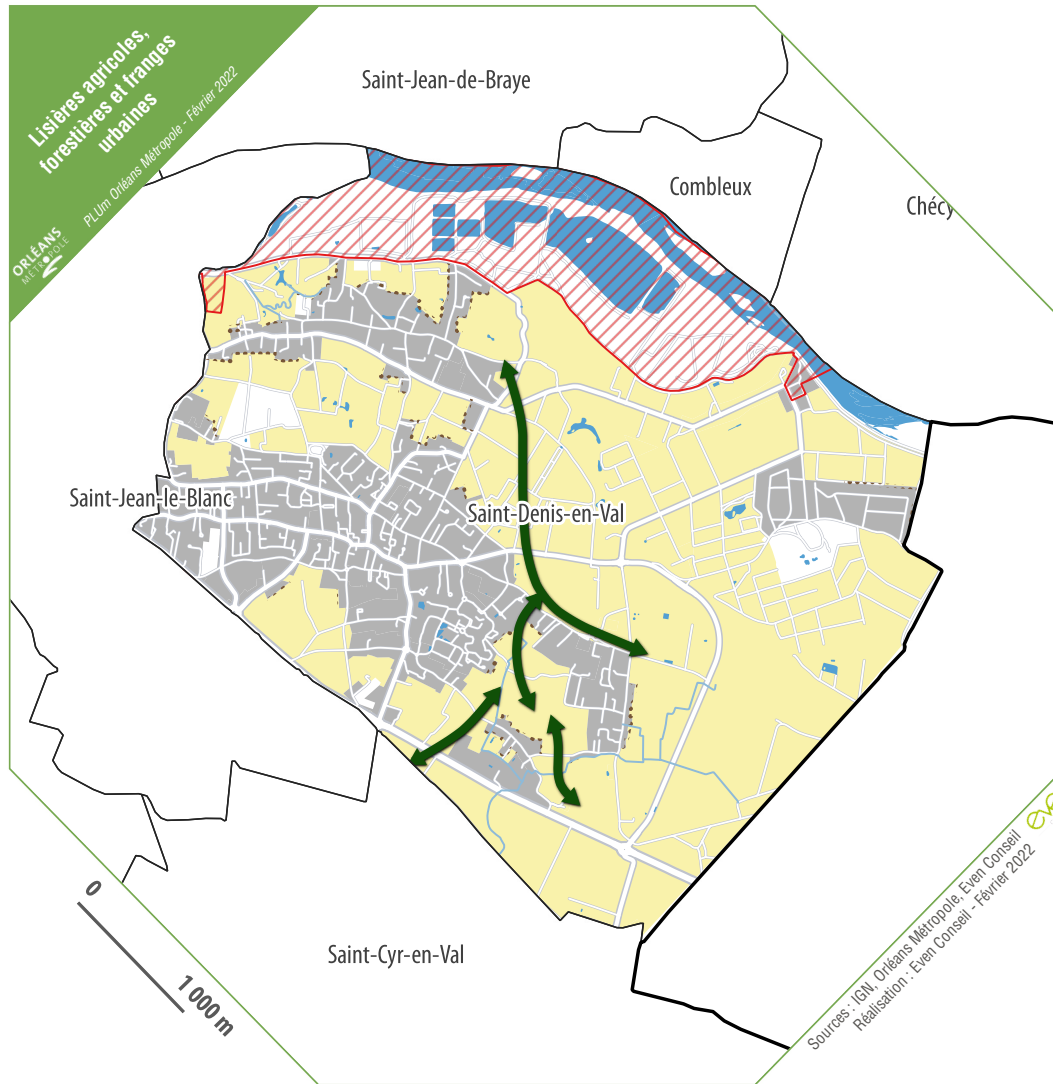 Lisières agricoles,
forestières et franges
urbaines
PLUm Orléans Métropole - Février 2022
ORLÉANS
MÉTROPOLE
Saint-Jean-de-Braye
Combleux
Chécy
Saint-Jean-le-Blanc
Saint-Denis-en-Val
Saint-Cyr-en-Val
0
1 000 m
Sources : IGN, Orléans Métropole, Even Conseil
Réalisation : Even Conseil - Février 2022